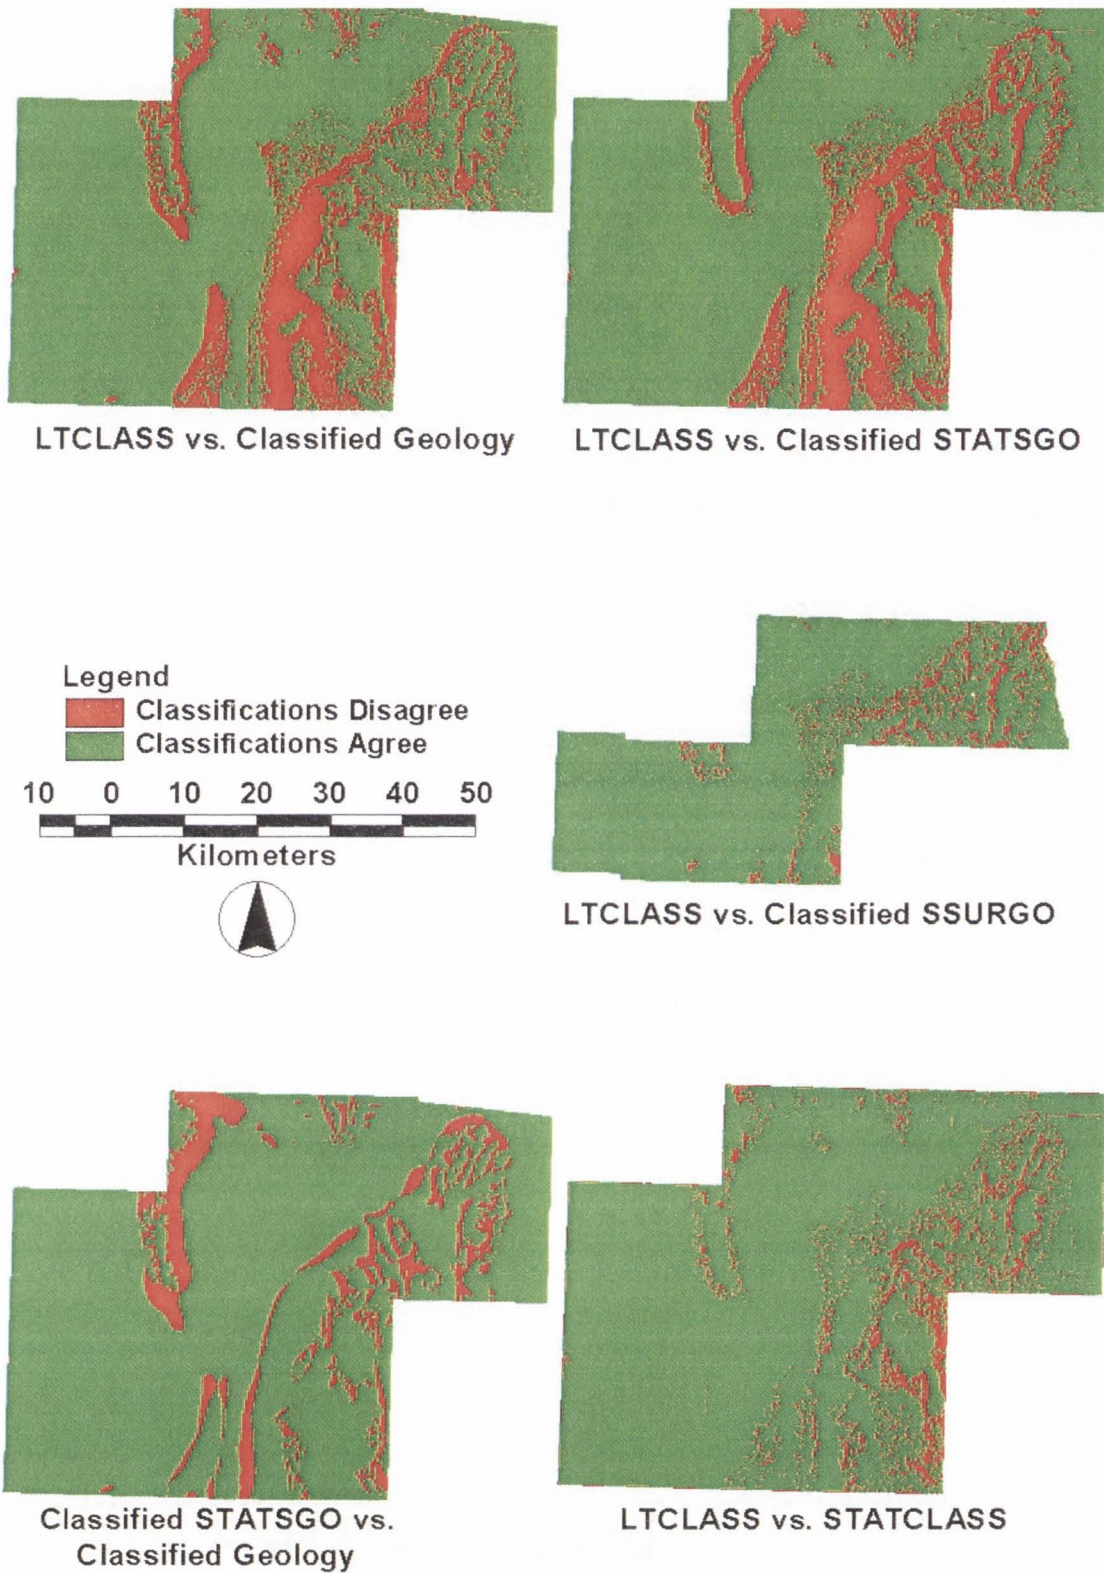 LTCLASS vs. Classified Geology
LTCLASS vs. Classified STATSGO
Legend
Classifications Disagree
Classifications Agree
10 0 10 20 30 40 50
Kilometers
LTCLASS vs. Classified SSURGO
Classified STATSGO vs.
Classified Geology
LTCLASS vs. STATCLASS